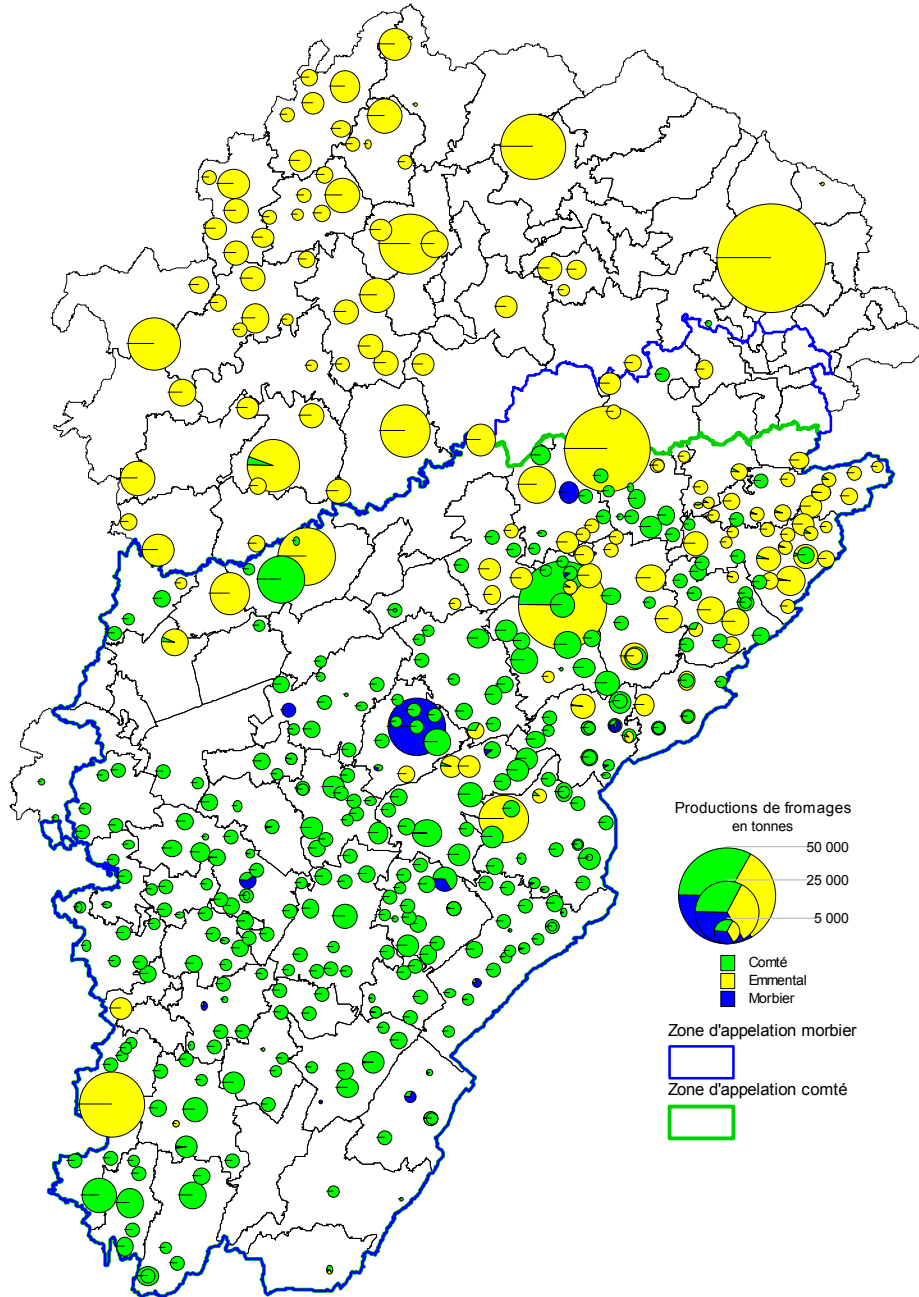 Productions de fromages
en tonnes
50 000
25 000
5 000
Comté
Emmental
Morbier
Zone d'appelation morbier
Zone d'appelation comté